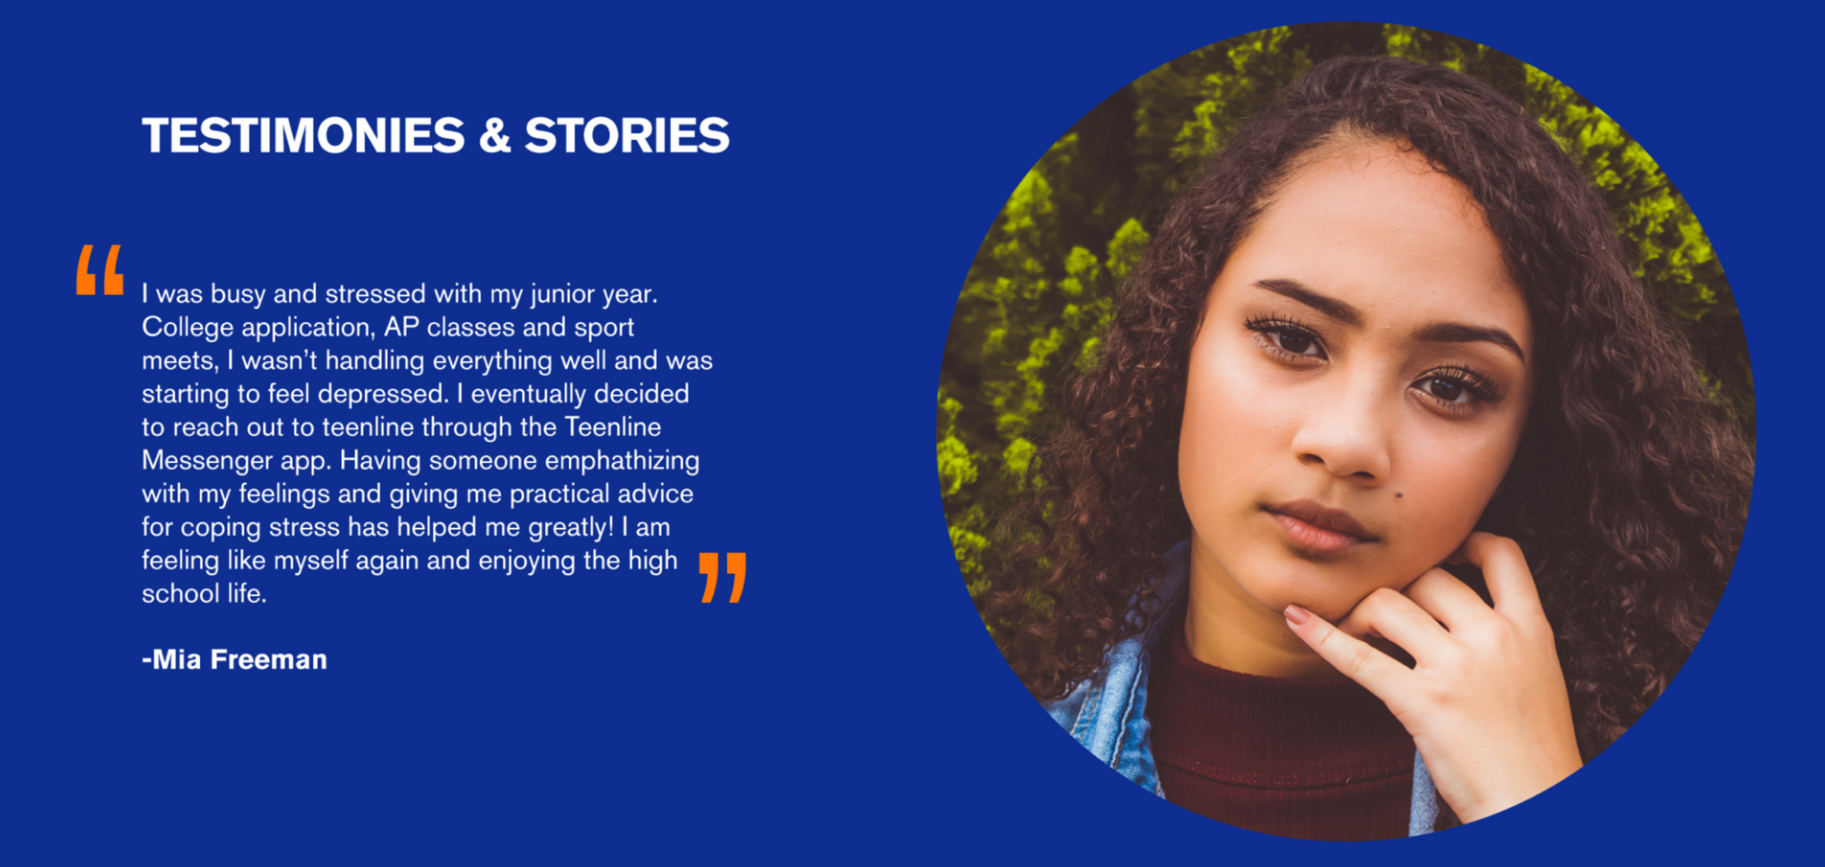 TESTIMONIES & STORIES
“
I was busy and stressed with my junior year.
College application, AP classes and sport
meets, I wasn’t handling everything well and was
starting to feel depressed. I eventually decided
to reach out to teenline through the Teenline
Messenger app. Having someone emphathizing
with my feelings and giving me practical advice
for coping stress has helped me greatly! I am
feeling like myself again and enjoying the high
school life.
”
-Mia Freeman